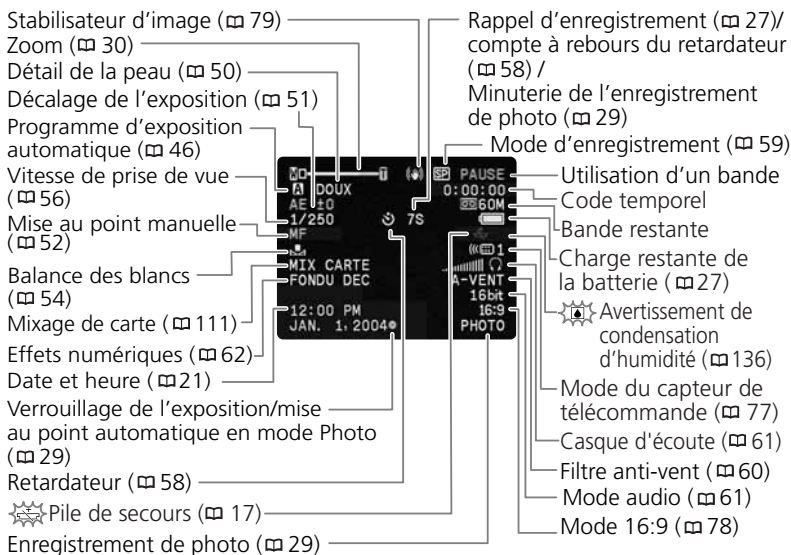 Stabilisateur d'image (79)
Zoom (30)
Détail de la peau (50)
Décalage de l'exposition (51)
Programme d'exposition
automatique (46)
Vitesse de prise de vue
(56)
Mise au point manuelle
(52)
Balance des blancs
(54)
Mixage de carte (111)
Effets numériques (62)
Date et heure (21)
Verrouillage de l'exposition/mise
au point automatique en mode Photo
(29)
Retardateur (58)
Pile de secours (17)
Enregistrement de photo (29)
W T SP PAUSE
A DOUX 0:00:00
AE ±0 60M
1/250 7S
MF
1
MIX CARTE
FONDU DEC A-VENT
16bit
12:00 PM 16:9
JAN. 1, 2004 PHOTO
Rappel d'enregistrement (27)/
compte à rebours du retardateur
(58) /
Minuterie de l'enregistrement
de photo (29)
Mode d'enregistrement (59)
Utilisation d'un bande
Code temporel
Bande restante
Charge restante de
la batterie (27)
Avertissement de
condensation
d'humidité (136)
Mode du capteur de
télécommande (77)
Casque d'écoute (61)
Filtre anti-vent (60)
Mode audio (61)
Mode 16:9 (78)